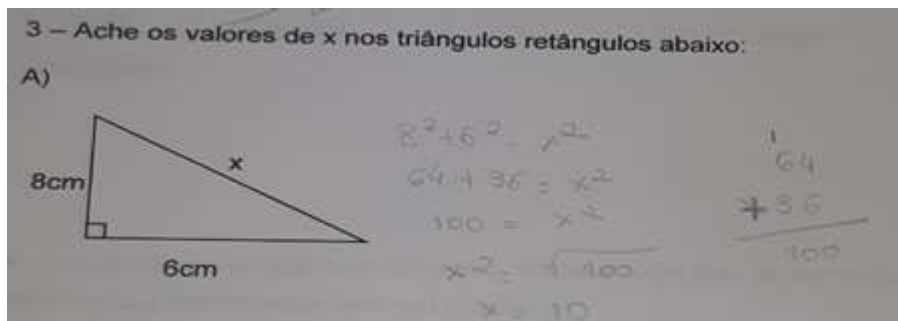 3 – Ache os valores de x nos triângulos retângulos abaixo:
A)
8cm
x
6cm
8²+6² = x²
64 + 36 = x²
100 = x²
x² = √100
x = 10
1
64
+36
100